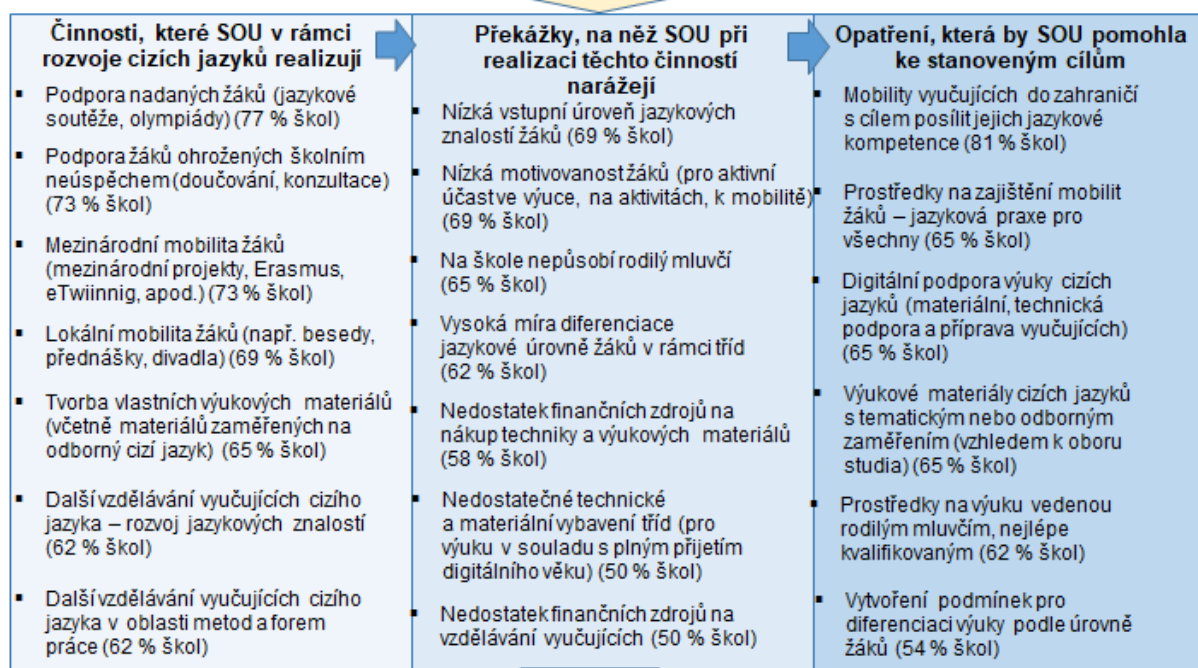 Činnosti, které SOU v rámci
rozvoje cizích jazyků realizují
▪ Podpora nadaných žáků (jazykové
soutěže, olympiády) (77 % škol)
▪ Podpora žáků ohrožených školním
neúspěchem (doučování, konzultace)
(73 % škol)
▪ Mezinárodní mobilita žáků
(mezinárodní projekty, Erasmus,
eTwiinnig, apod.) (73 % škol)
▪ Lokální mobilita žáků (např. besedy,
přednášky, divadla) (69 % škol)
▪ Tvorba vlastních výukových materiálů
(včetně materiálů zaměřených na
odborný cizí jazyk) (65 % škol)
▪ Další vzdělávání vyučujících cizího
jazyka – rozvoj jazykových znalostí
(62 % škol)
▪ Další vzdělávání vyučujících cizího
jazyka v oblasti metod a forem
práce (62 % škol)
Překážky, na něž SOU při
realizaci těchto činností
narážejí
▪ Nízká vstupní úroveň jazykových
znalostí žáků (69 % škol)
▪ Nízká motivovanost žáků (pro aktivní
účast ve výuce, na aktivitách, k mobilitě)
(69 % škol)
▪ Na škole nepůsobí rodilý mluvčí
(65 % škol)
▪ Vysoká míra diferenciace
jazykové úrovně žáků v rámci tříd
(62 % škol)
▪ Nedostatek finančních zdrojů na
nákup techniky a výukových materiálů
(58 % škol)
▪ Nedostatečné technické
a materiální vybavení tříd (pro
výuku v souladu s plným přijetím
digitálního věku) (50 % škol)
▪ Nedostatek finančních zdrojů na
vzdělávání vyučujících (50 % škol)
Opatření, která by SOU pomohla
ke stanoveným cílům
▪ Mobility vyučujících do zahraničí
s cílem posílit jejich jazykové
kompetence (81 % škol)
▪ Prostředky na zajištění mobilit
žáků – jazyková praxe pro
všechny (65 % škol)
▪ Digitální podpora výuky cizích
jazyků (materiální, technická
podpora a příprava vyučujících)
(65 % škol)
▪ Výukové materiály cizích jazyků
s tematickým nebo odborným
zaměřením (vzhledem k oboru
studia) (65 % škol)
▪ Prostředky na výuku vedenou
rodilým mluvčím, nejlépe
kvalifikovaným (62 % škol)
▪ Vytvoření podmínek pro
diferenciaci výuky podle úrovně
žáků (54 % škol)